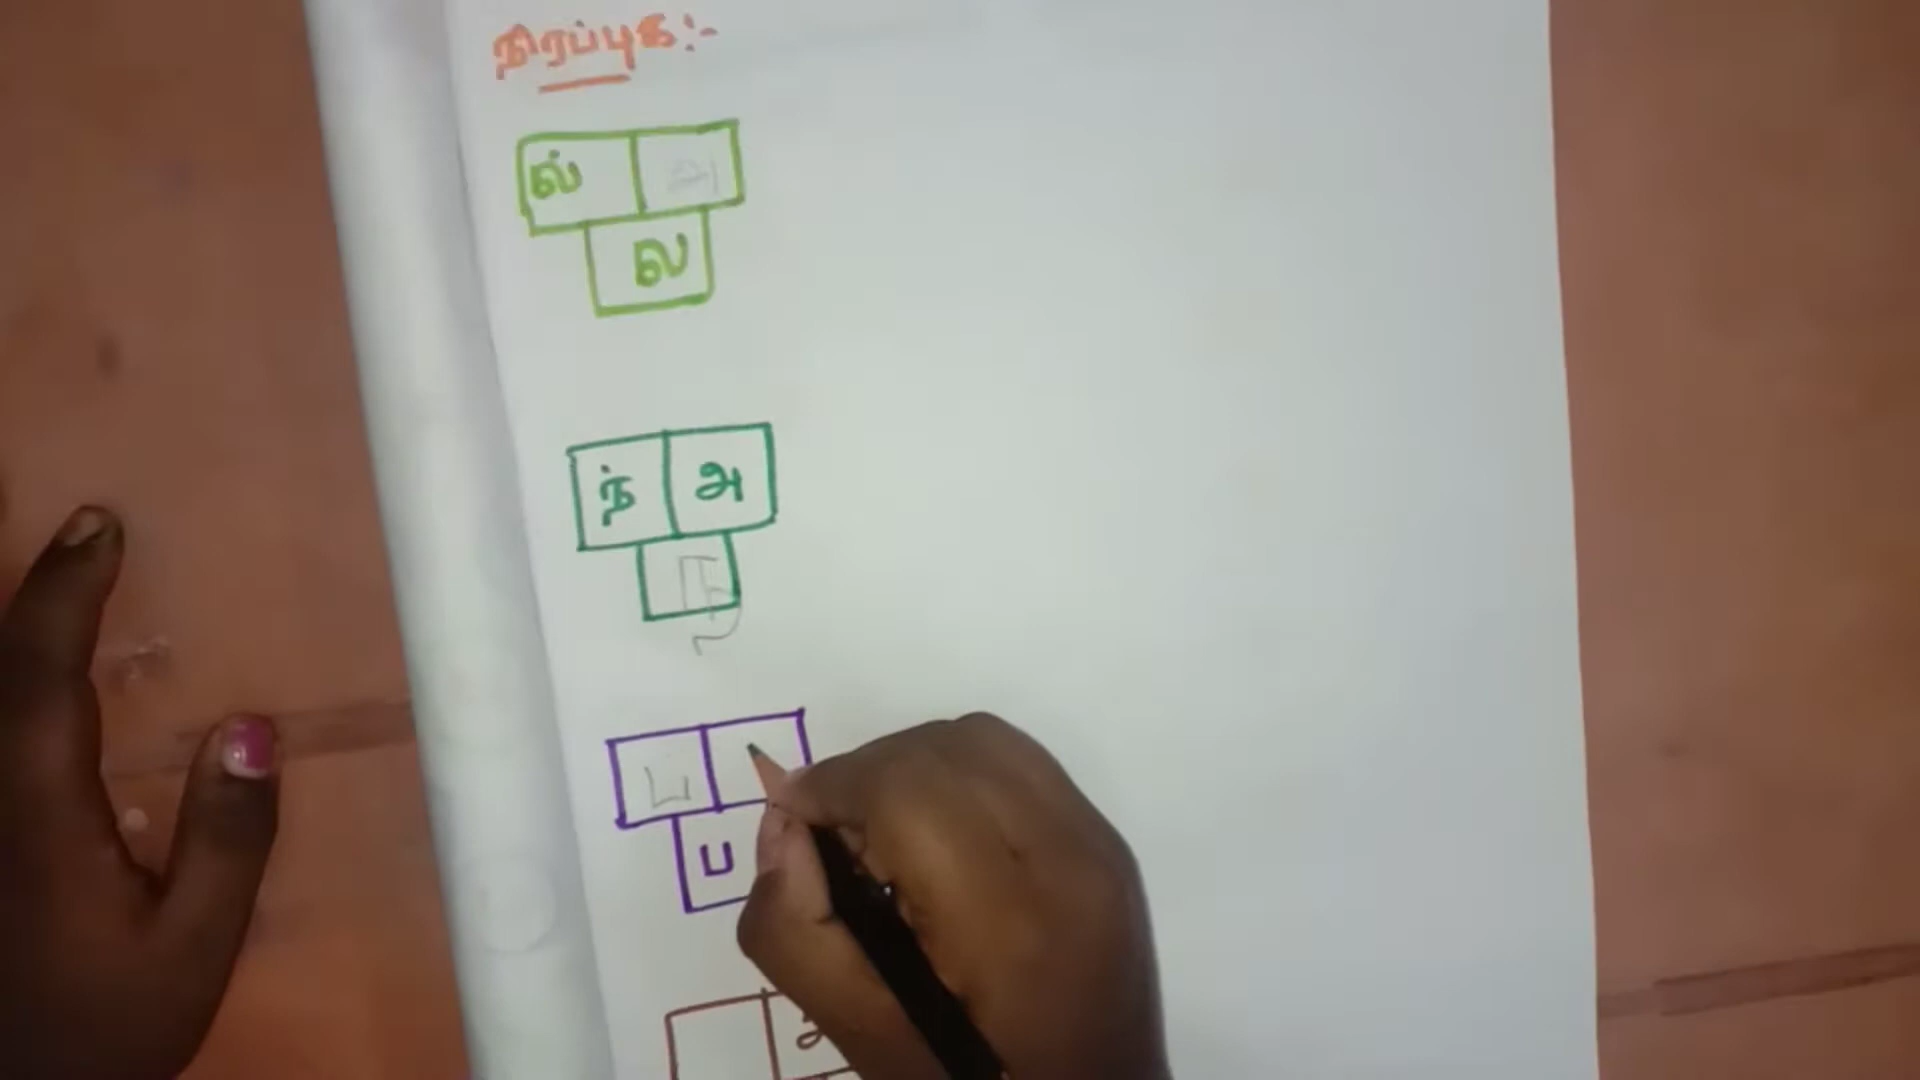 நிரப்புக:-
ல் அ
ல
ந் அ
ந
ப
ப